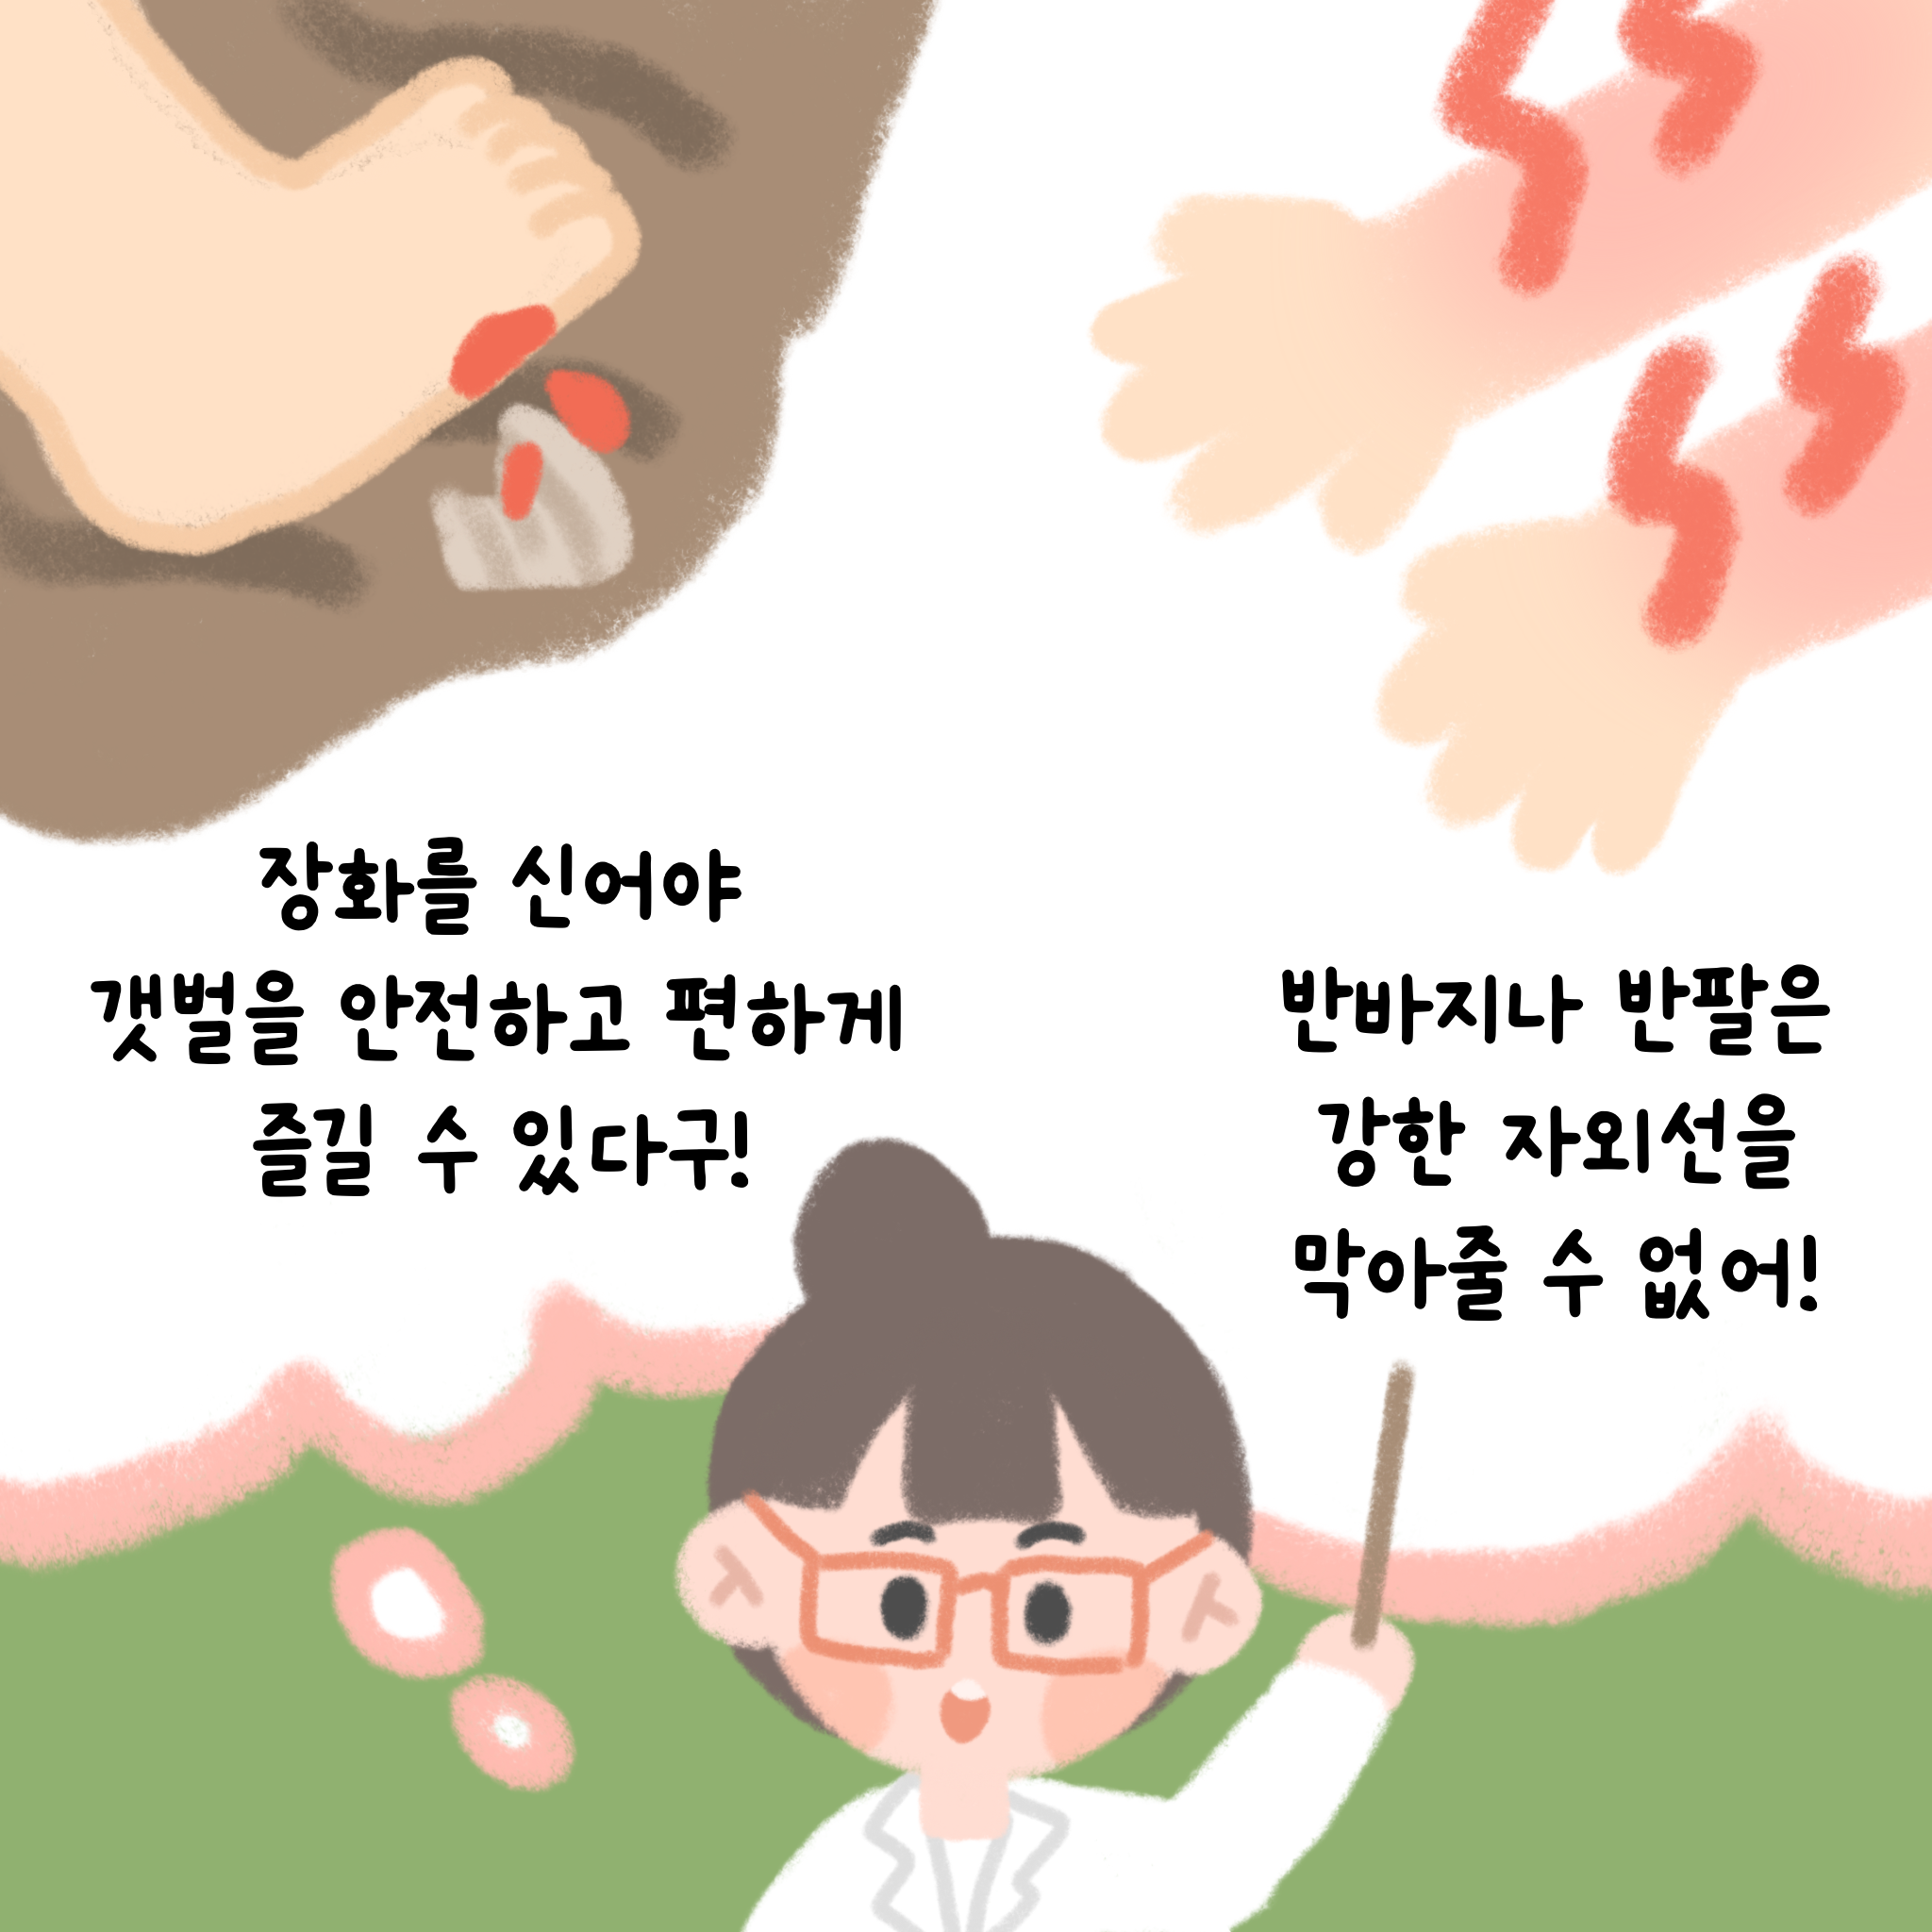 장화를 신어야
갯벌을 안전하고 편하게
즐길 수 있다구!
반바지나 반팔은
강한 자외선을
막아줄 수 없어!